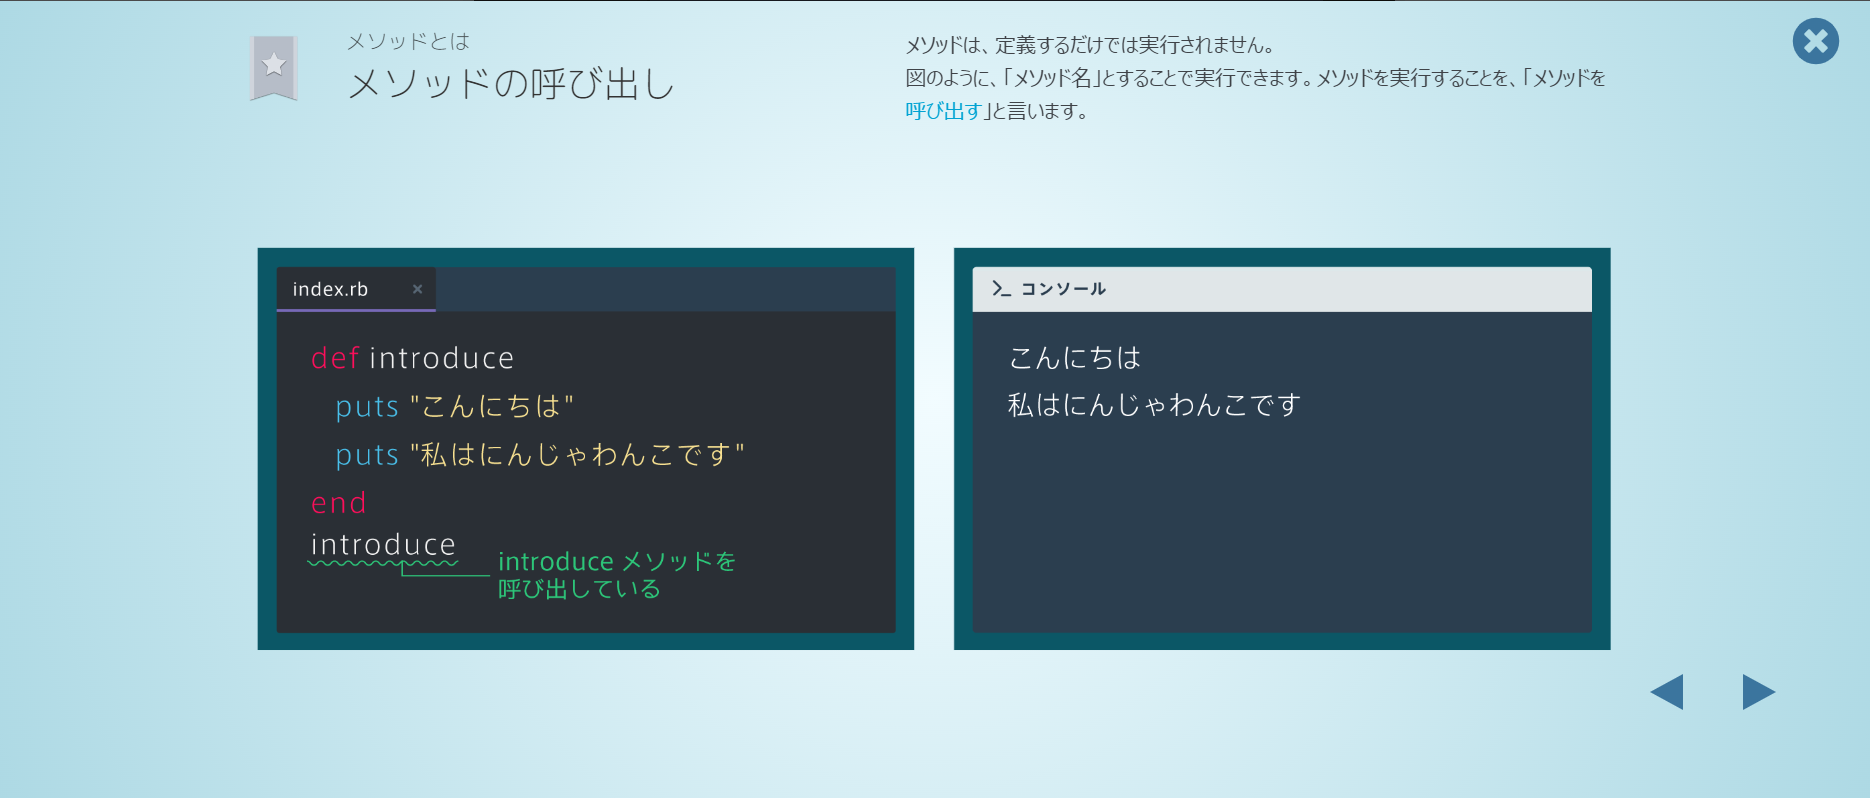 メソッドとは
メソッドの呼び出し
メソッドは、定義するだけでは実行されません。
図のように、「メソッド名」とすることで実行できます。メソッドを実行することを、「メソッドを
呼び出す」と言います。
index.rb ×
def introduce
puts "こんにちは"
puts "私はにんじゃわんこです"
end
introduce
introduce メソッドを
呼び出している
>_ コンソール
こんにちは
私はにんじゃわんこです